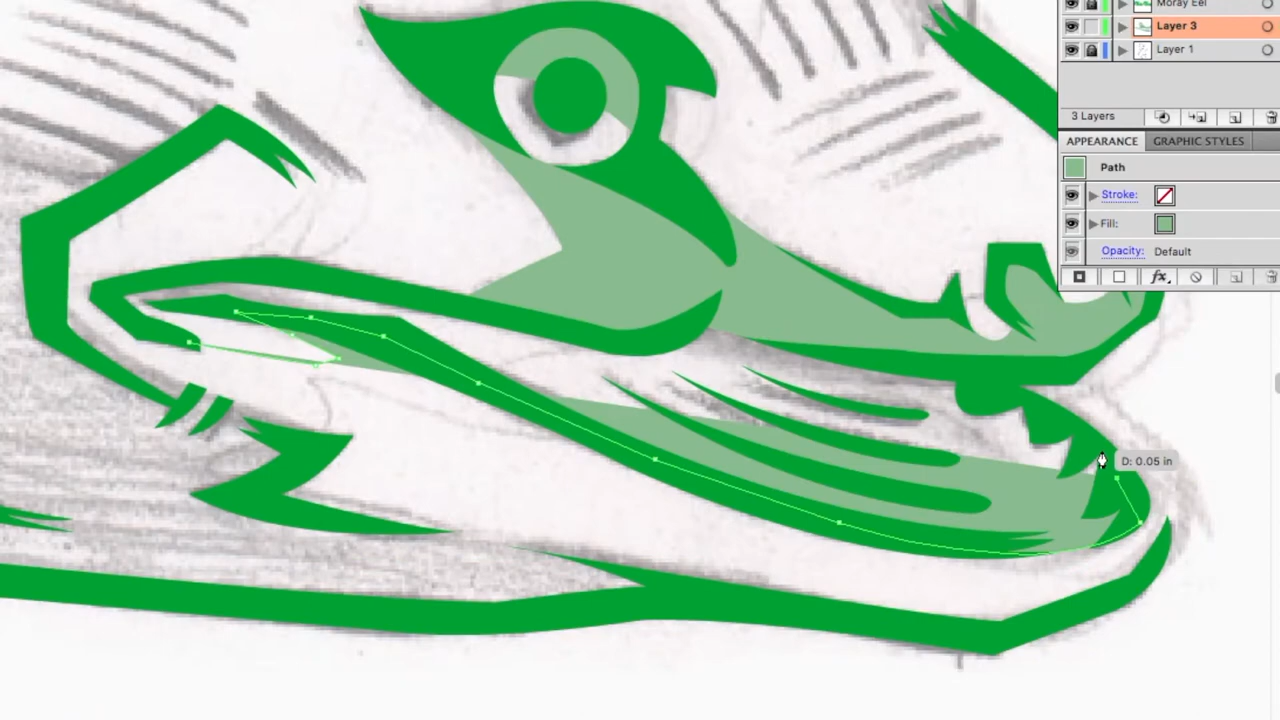 Moray Eel
Layer 3
Layer 1
3 Layers
APPEARANCE
GRAPHIC STYLES
Path
Stroke:
Fill:
Opacity: Default
fx
D: 0.05 in